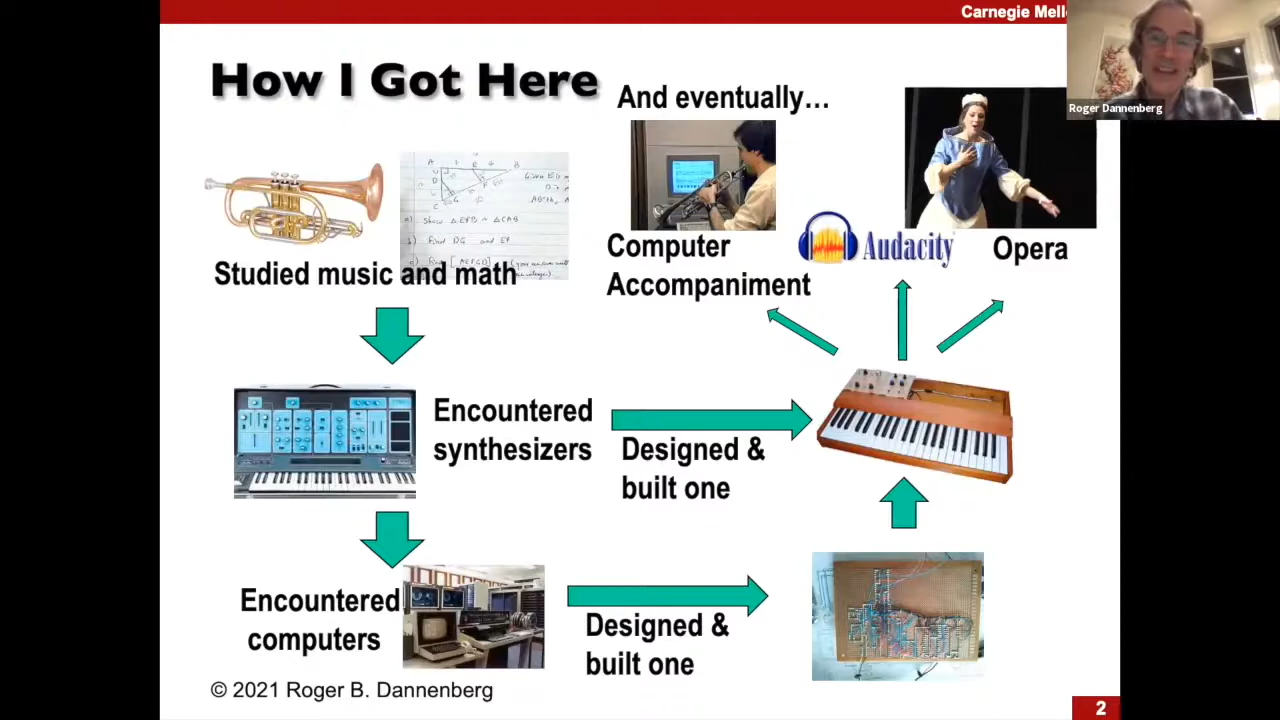 Carnegie Mell
Roger Dannenberg
How I Got Here
And eventually...
Studied music and math
Computer
Accompaniment
Audacity
Opera
Encountered
synthesizers
Designed &
built one
Encountered
computers
Designed &
built one
© 2021 Roger B. Dannenberg
2